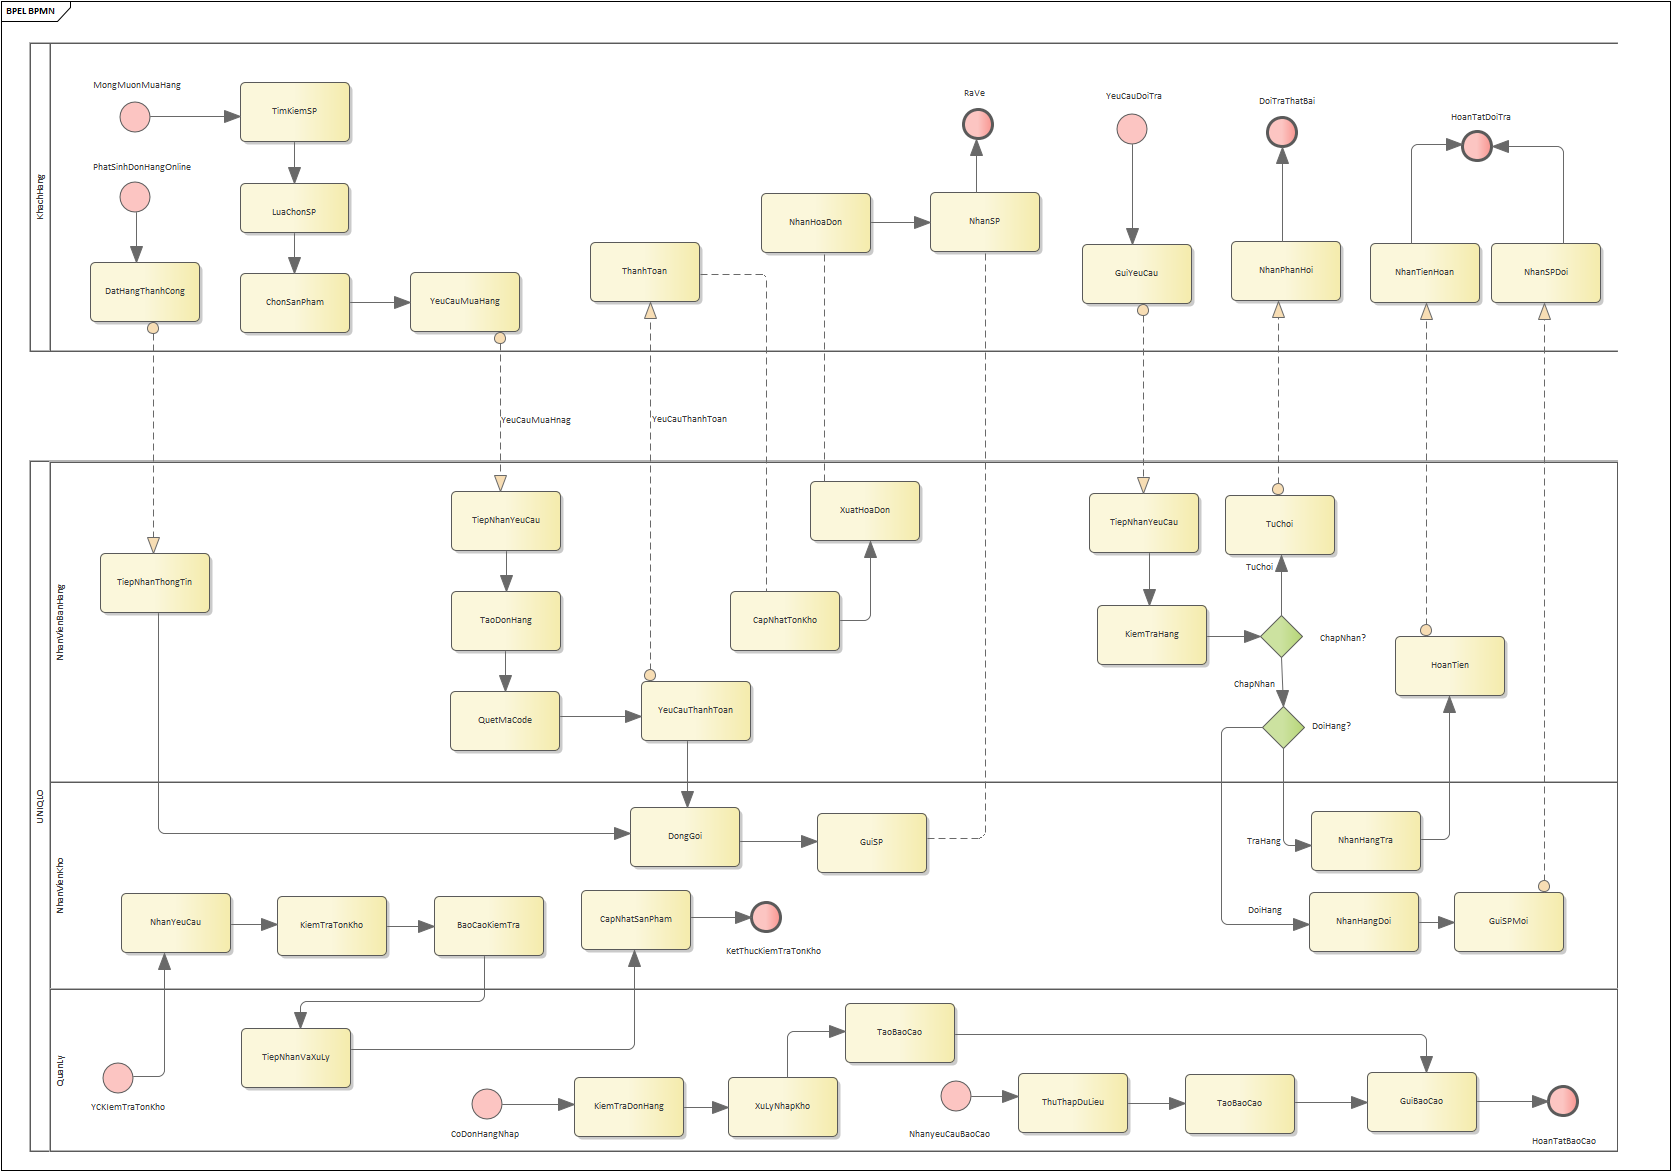 BPEL BPMN
KhachHang
MongMuonMuaHang
TimKiemSP
PhatSinhDonHangOnline
LuaChonSP
DatHangThanhCong
ChonSanPham
YeuCauMuaHang
ThanhToan
NhanHoaDon
NhanSP
RaVe
YeuCauDoiTra
GuiYeuCau
DoiTraThatBai
NhanPhanHoi
HoanTatDoiTra
NhanTienHoan
NhanSPDoi
YeuCauMuaHnag
YeuCauThanhToan
UNIQLO
NhanVienBanHang
TiepNhanThongTin
TiepNhanYeuCau
TaoDonHang
QuetMaCode
YeuCauThanhToan
CapNhatTonKho
XuatHoaDon
TiepNhanYeuCau
KiemTraHang
TuChoi
TuChoi
ChapNhan?
ChapNhan
DoiHang?
HoanTien
NhanVienKho
DongGoi
GuiSP
TraHang
NhanHangTra
DoiHang
NhanHangDoi
GuiSPMoi
NhanYeuCau
KiemTraTonKho
BaoCaoKiemTra
CapNhatSanPham
KetThucKiemTraTonKho
QuanLy
YCKIemTraTonKho
TiepNhanVaXuLy
CoDonHangNhap
KiemTraDonHang
XuLyNhapKho
TaoBaoCao
NhanyeuCauBaoCao
ThuThapDuLieu
TaoBaoCao
GuiBaoCao
HoanTatBaoCao